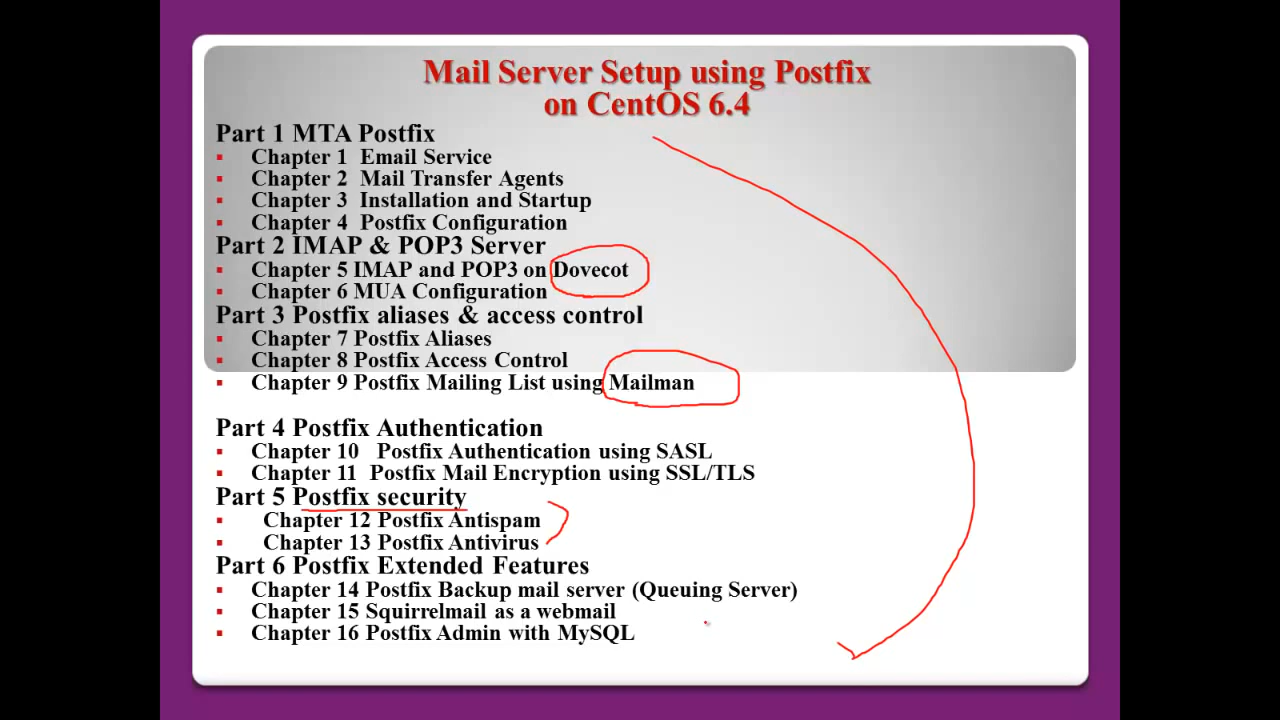 Mail Server Setup using Postfix
on CentOS 6.4
Part 1 MTA Postfix
▪ Chapter 1 Email Service
▪ Chapter 2 Mail Transfer Agents
▪ Chapter 3 Installation and Startup
▪ Chapter 4 Postfix Configuration
Part 2 IMAP & POP3 Server
▪ Chapter 5 IMAP and POP3 on Dovecot
▪ Chapter 6 MUA Configuration
Part 3 Postfix aliases & access control
▪ Chapter 7 Postfix Aliases
▪ Chapter 8 Postfix Access Control
▪ Chapter 9 Postfix Mailing List using Mailman
Part 4 Postfix Authentication
▪ Chapter 10 Postfix Authentication using SASL
▪ Chapter 11 Postfix Mail Encryption using SSL/TLS
Part 5 Postfix security
▪ Chapter 12 Postfix Antispam
▪ Chapter 13 Postfix Antivirus
Part 6 Postfix Extended Features
▪ Chapter 14 Postfix Backup mail server (Queuing Server)
▪ Chapter 15 Squirrelmail as a webmail
▪ Chapter 16 Postfix Admin with MySQL